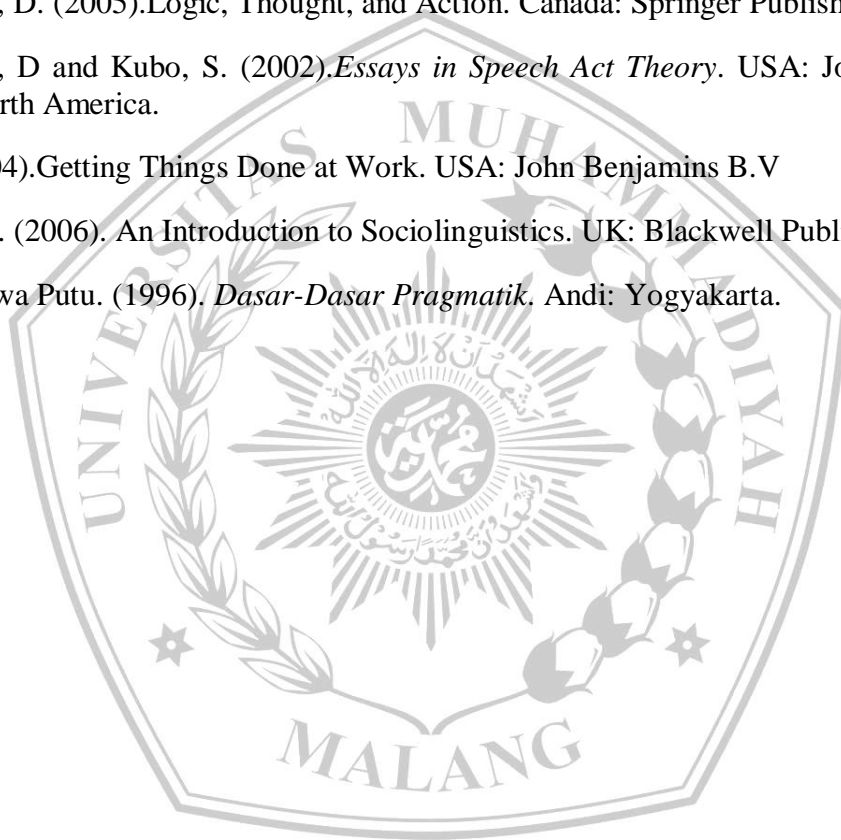 , D. (2005).Logic, Thought, and Action. Canada: Springer Publish
, D and Kubo, S. (2002).Essays in Speech Act Theory. USA: Jo
rth America.
04).Getting Things Done at Work. USA: John Benjamins B.V
. (2006). An Introduction to Sociolinguistics. UK: Blackwell Publi
wa Putu. (1996). Dasar-Dasar Pragmatik. Andi: Yogyakarta.
UNIVERSITAS MUHAMMADIYAH
MALANG